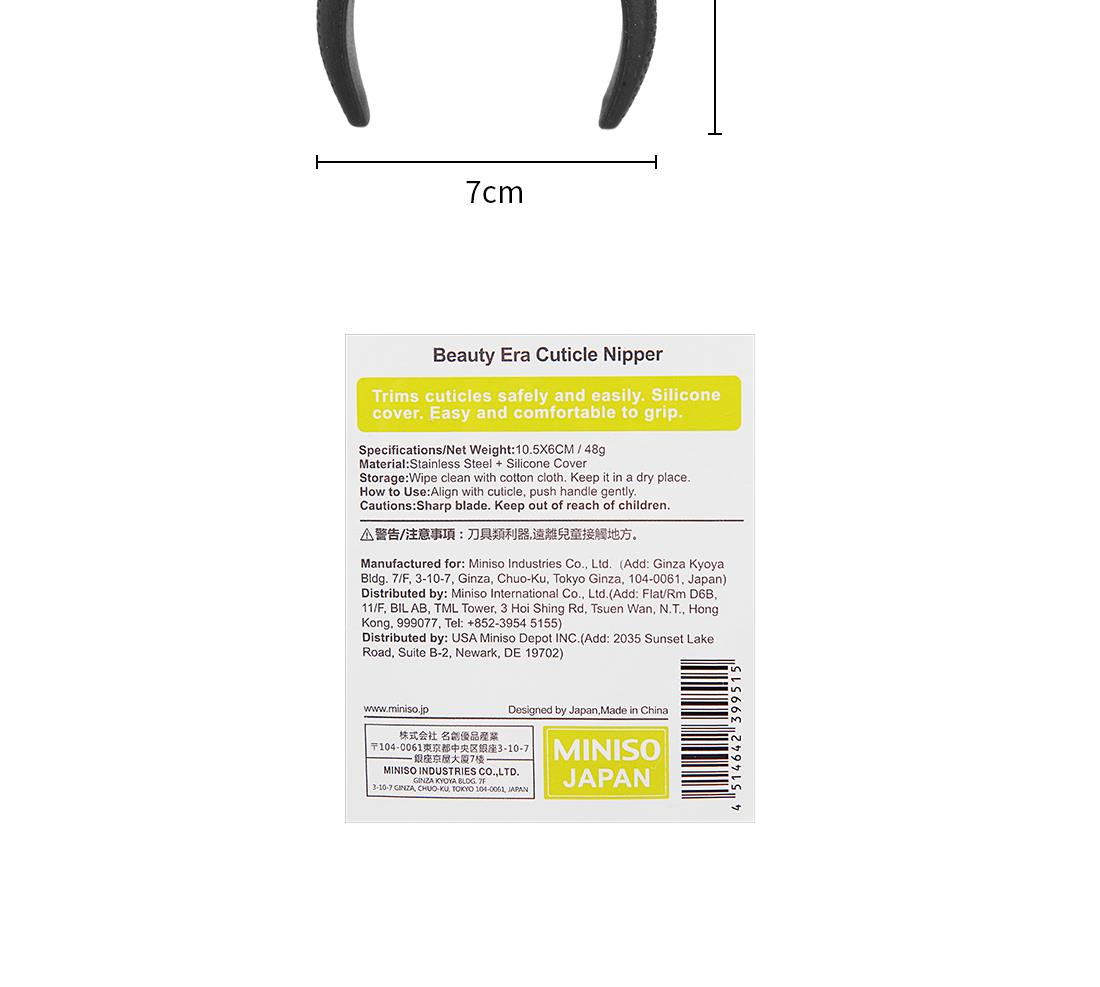 7cm
Beauty Era Cuticle Nipper
Trims cuticles safely and easily. Silicone
cover. Easy and comfortable to grip.
Specifications/Net Weight:10.5X6CM / 48g
Material:Stainless Steel + Silicone Cover
Storage:Wipe clean with cotton cloth. Keep it in a dry place.
How to Use:Align with cuticle, push handle gently.
Cautions:Sharp blade. Keep out of reach of children.
⚠警告/注意事項：刀具類利器,遠離兒童接觸地方。
Manufactured for: Miniso Industries Co., Ltd.（Add: Ginza Kyoya
Bldg. 7/F, 3-10-7, Ginza, Chuo-Ku, Tokyo Ginza, 104-0061, Japan)
Distributed by: Miniso International Co., Ltd.(Add: Flat/Rm D6B,
11/F, BIL AB, TML Tower, 3 Hoi Shing Rd, Tsuen Wan, N.T., Hong
Kong, 999077, Tel: +852-3954 5155)
Distributed by: USA Miniso Depot INC.(Add: 2035 Sunset Lake
Road, Suite B-2, Newark, DE 19702)
www.miniso.jp
Designed by Japan,Made in China
株式会社 名創優品産業
〒104-0061東京都中央区銀座3-10-7
銀座京屋大厦7楼
MINISO INDUSTRIES CO.,LTD.
GINZA KYOYA BLDG. 7F
3-10-7 GINZA, CHUO-KU, TOKYO 104-0061, JAPAN
MINISO
JAPAN
4 514642 399515